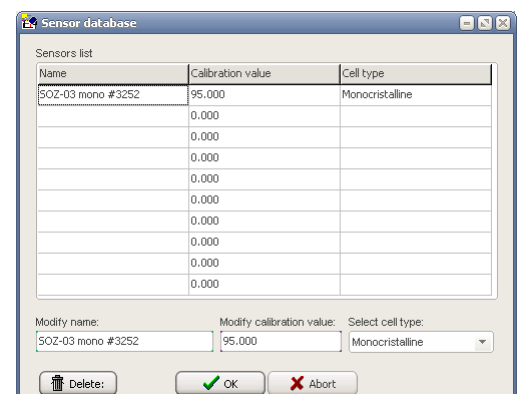 Sensor database
Sensors list
Name Calibration value Cell type
SOZ-03 mono #3252 95.000 Monocristalline
0.000
0.000
0.000
0.000
0.000
0.000
0.000
0.000
0.000
Modify name: Modify calibration value: Select cell type:
SOZ-03 mono #3252 95.000 Monocristalline
Delete: OK Abort